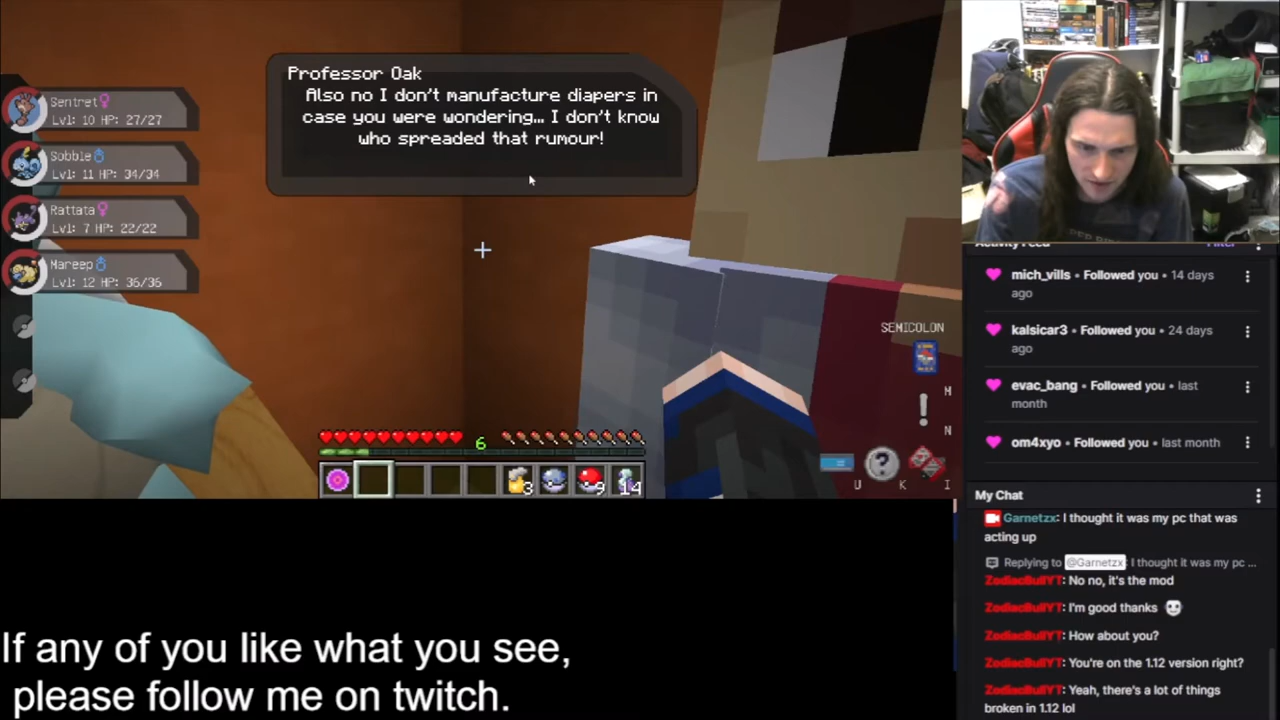 Professor Oak
Also no I don't manufacture diapers in
case you were wondering... I don't know
who spreaded that rumour!
Sentret♀
Lvl: 10 HP: 27/27
Sobble♂
Lvl: 11 HP: 34/34
Rattata♀
Lvl: 7 HP: 22/22
Mareep♂
Lvl: 12 HP: 36/36
SEMICOLON
M
N
U
K
I
6
3
9
14
If any of you like what you see,
please follow me on twitch.
Activity Feed
Filter
mich_vills • Followed you • 14 days
ago
kalsicar3 • Followed you • 24 days
ago
evac_bang • Followed you • last
month
om4xyo • Followed you • last month
My Chat
Garnetzx: I thought it was my pc that was
acting up
Replying to @Garnetzx: I thought it was my pc ...
ZodiacBullYT: No no, it's the mod
ZodiacBullYT: I'm good thanks
ZodiacBullYT: How about you?
ZodiacBullYT: You're on the 1.12 version right?
ZodiacBullYT: Yeah, there's a lot of things
broken in 1.12 lol